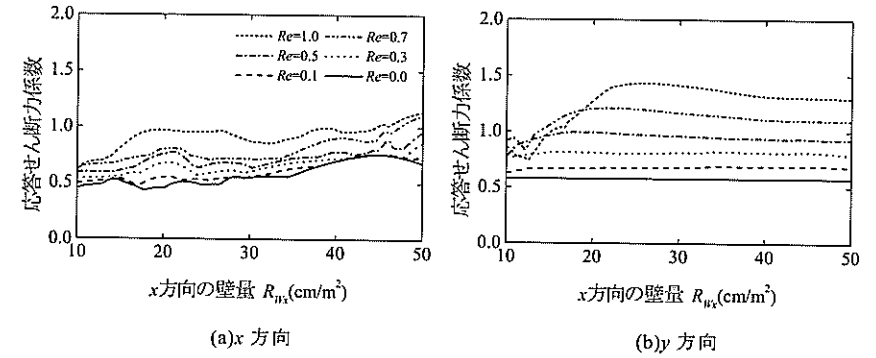 2.0
1.5
1.0
0.5
0.0
応答せん断力係数
Re=1.0 Re=0.7
Re=0.5 Re=0.3
Re=0.1 Re=0.0
10 20 30 40 50
x方向の壁量 R_Wx(cm/m²)
(a)x 方向
2.0
1.5
1.0
0.5
0.0
応答せん断力係数
10 20 30 40 50
x方向の壁量 R_Wx(cm/m²)
(b)y 方向